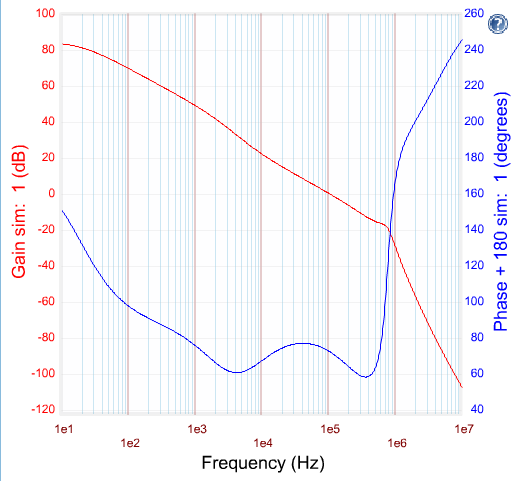 100
80
60
40
20
0
-20
-40
-60
-80
-100
-120
Gain sim: 1 (dB)
260
240
220
200
180
160
140
120
100
80
60
40
Phase + 180 sim: 1 (degrees)
?
1e1
1e2
1e3
1e4
1e5
1e6
1e7
Frequency (Hz)